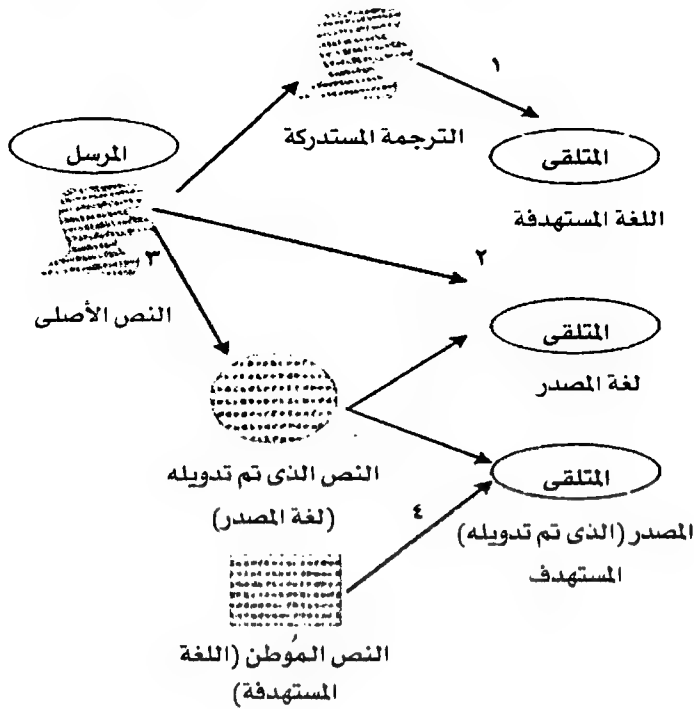 ١
الترجمة المستدركة
المرسل
المتلقى
اللغة المستهدفة
٢
٣
النص الأصلى
المتلقى
لغة المصدر
النص الذى تم تدويله
(لغة المصدر)
المتلقى
٤
المصدر (الذى تم تدويله)
المستهدف
النص المُوطن (اللغة
المستهدفة)